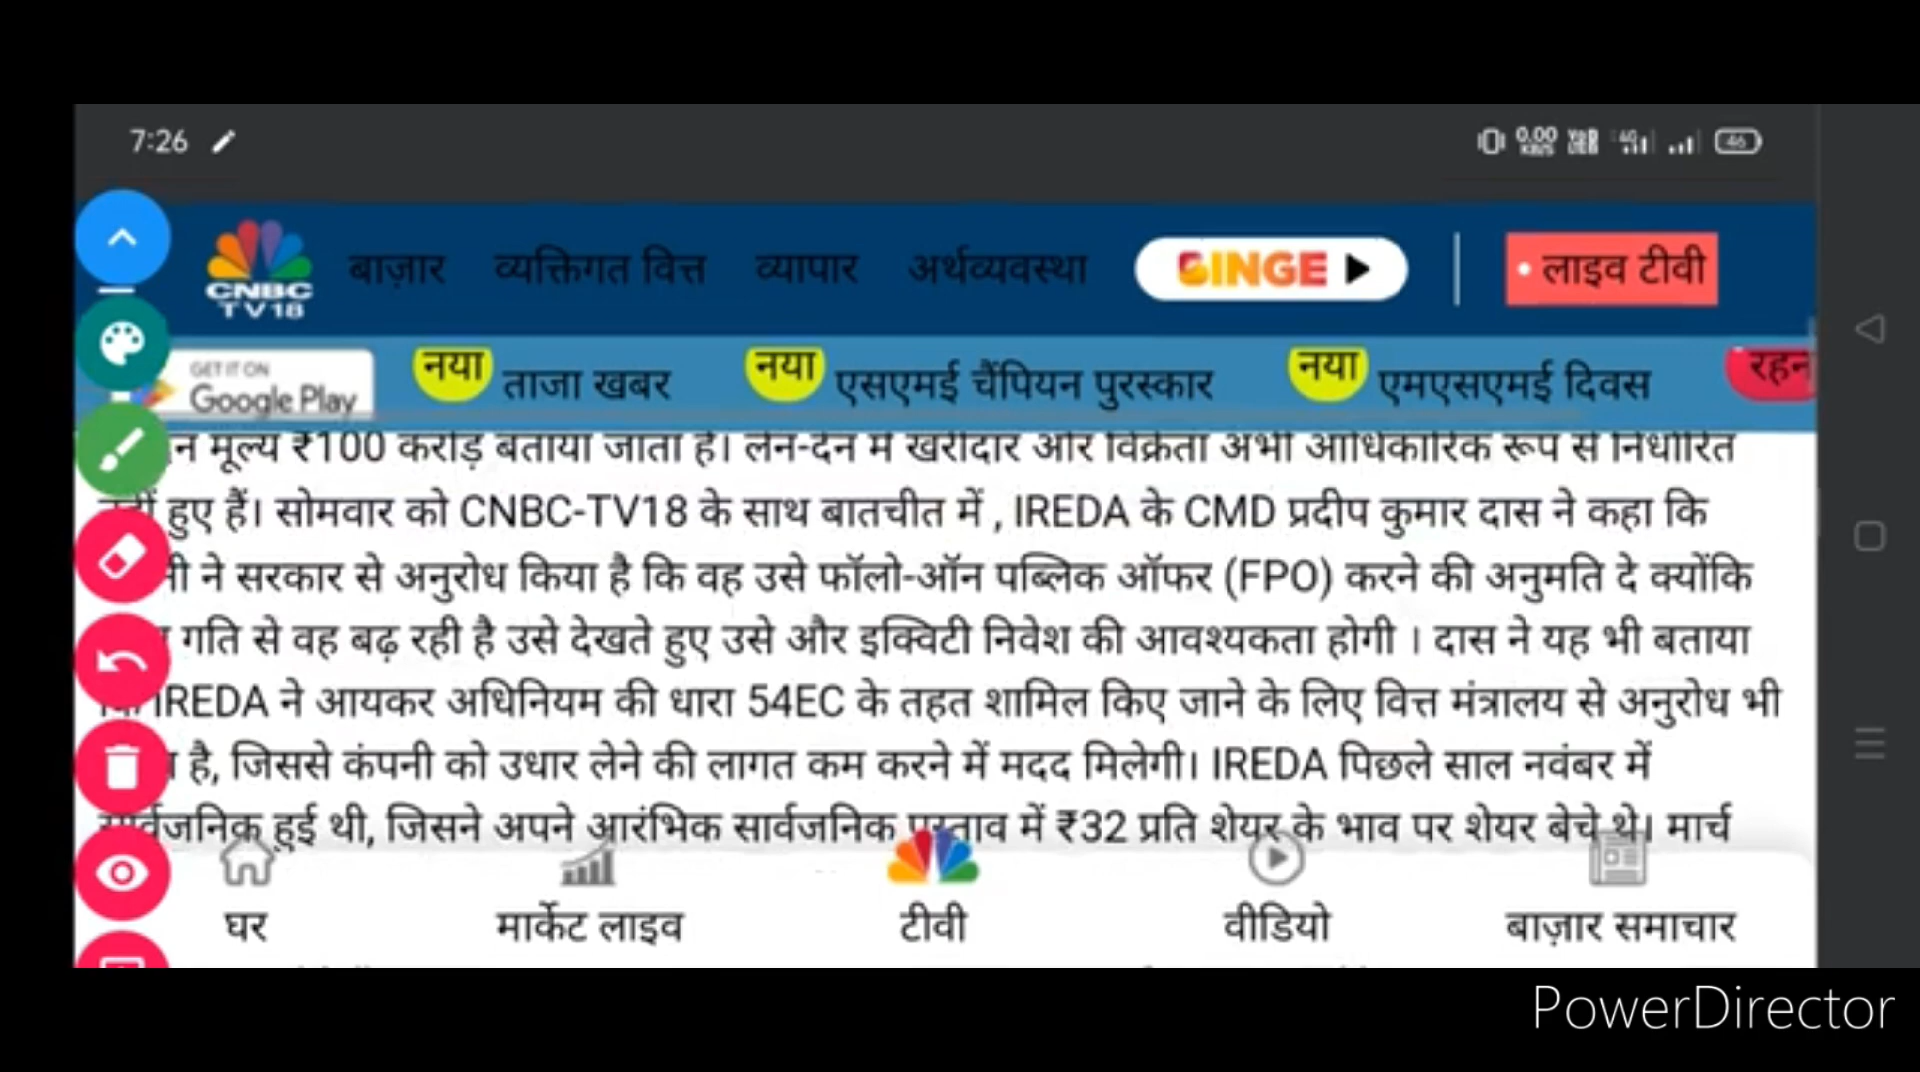 7:26
0.00
KB/S
4G
46
CNBC
TV18
बाज़ार
व्यक्तिगत वित्त
व्यापार
अर्थव्यवस्था
BINGE
• लाइव टीवी
GET IT ON
Google Play
नया
ताजा खबर
नया
एसएमई चैंपियन पुरस्कार
नया
एमएसएमई दिवस
मूल्य ₹100 करोड़ बताया जाता है। लेन-देन में खरीदार और विक्रेता अभी आधिकारिक रूप से निर्धारित
हुए हैं। सोमवार को CNBC-TV18 के साथ बातचीत में , IREDA के CMD प्रदीप कुमार दास ने कहा कि
ने सरकार से अनुरोध किया है कि वह उसे फॉलो-ऑन पब्लिक ऑफर (FPO) करने की अनुमति दे क्योंकि
गति से वह बढ़ रही है उसे देखते हुए उसे और इक्विटी निवेश की आवश्यकता होगी । दास ने यह भी बताया
IREDA ने आयकर अधिनियम की धारा 54EC के तहत शामिल किए जाने के लिए वित्त मंत्रालय से अनुरोध भी
है, जिससे कंपनी को उधार लेने की लागत कम करने में मदद मिलेगी। IREDA पिछले साल नवंबर में
सार्वजनिक हुई थी, जिसने अपने आरंभिक सार्वजनिक प्रस्ताव में ₹32 प्रति शेयर के भाव पर शेयर बेचे थे। मार्च
घर
मार्केट लाइव
टीवी
वीडियो
बाज़ार समाचार
PowerDirector